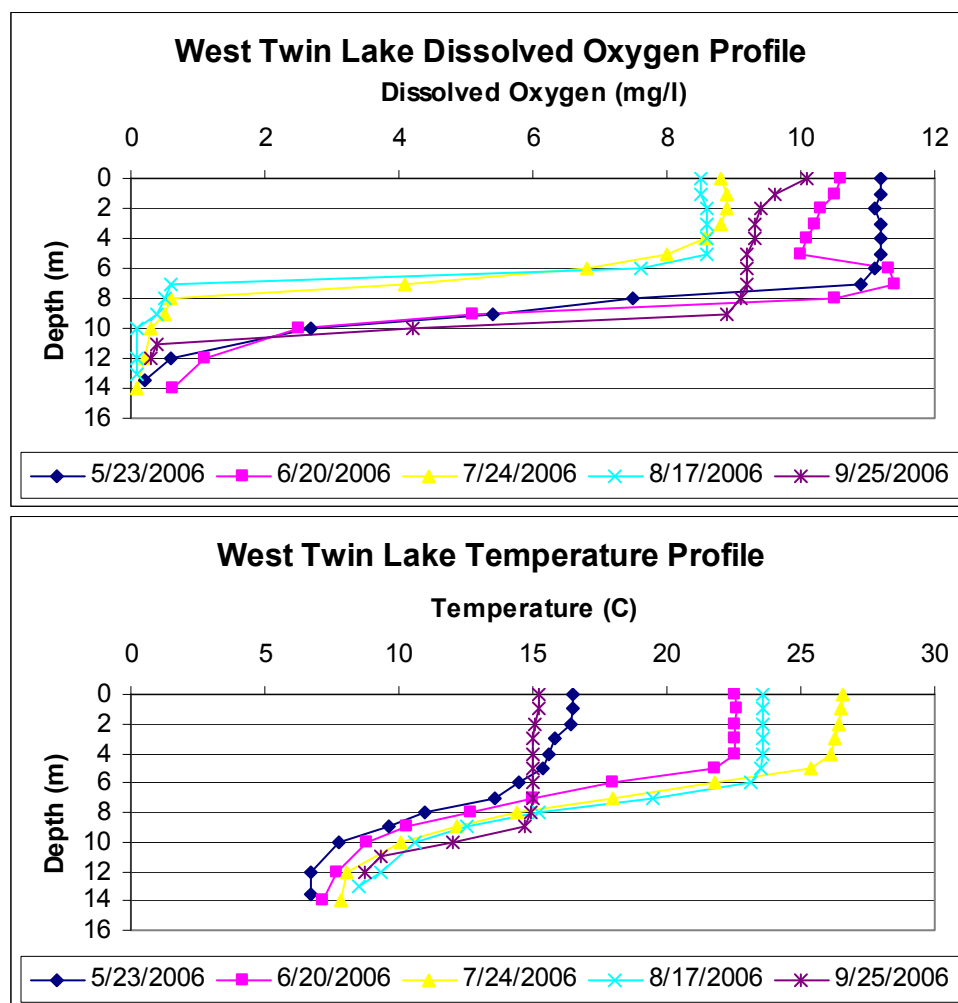 West Twin Lake Dissolved Oxygen Profile
Dissolved Oxygen (mg/l)
0 2 4 6 8 10 12
0
2
4
6
8
10
12
14
16
Depth (m)
5/23/2006 6/20/2006 7/24/2006 8/17/2006 9/25/2006
West Twin Lake Temperature Profile
Temperature (C)
0 5 10 15 20 25 30
0
2
4
6
8
10
12
14
16
Depth (m)
5/23/2006 6/20/2006 7/24/2006 8/17/2006 9/25/2006